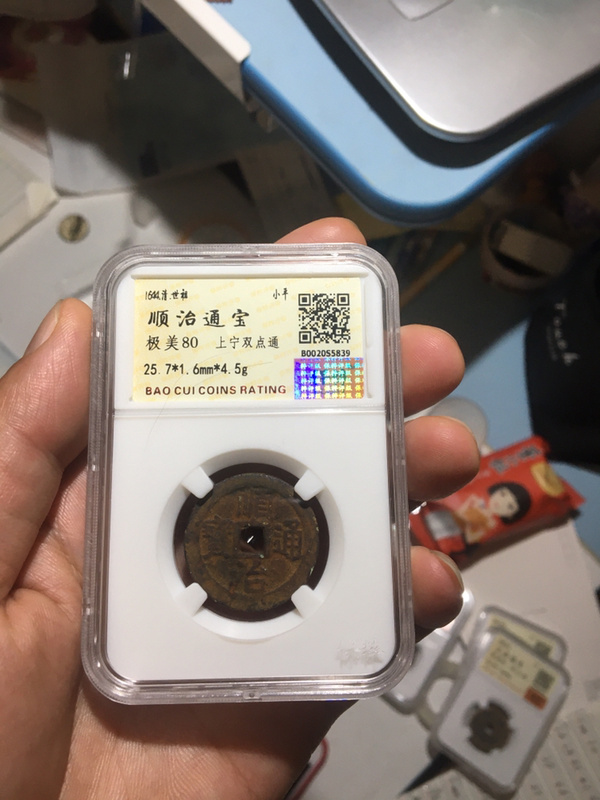 1644清.世祖 小平
顺治通宝
极美80 上宁双点通
B002055839
25.7*1.6mm*4.5g
BAO CUI COINS RATING
順
寶 通
治